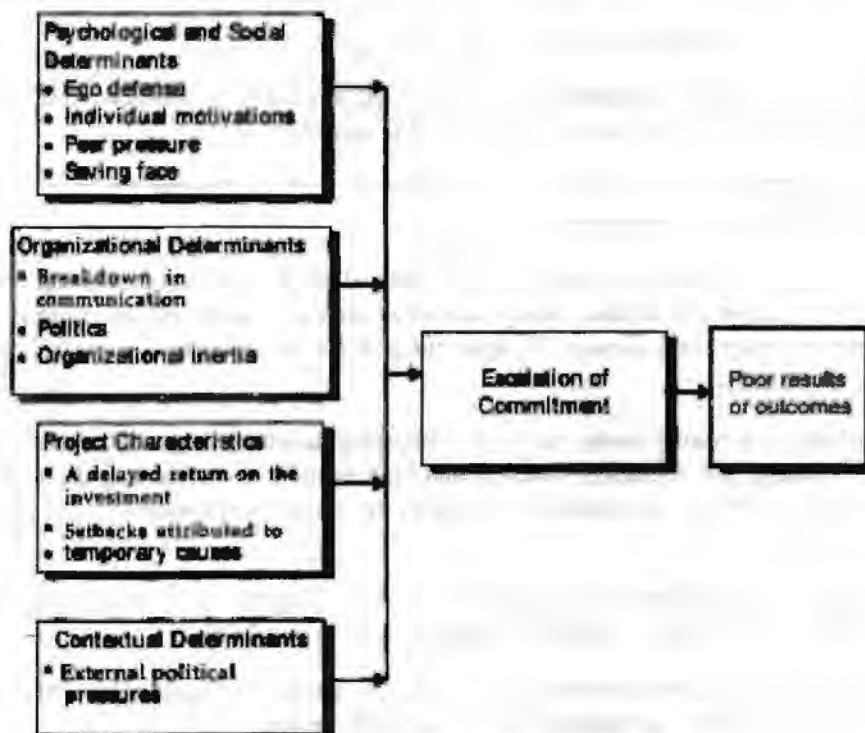 Psychological and Social
Determinants
• Ego defense
• Individual motivations
• Peer pressure
• Saving face
Organizational Determinants
• Breakdown in
communication
• Politics
• Organizational inertia
Project Characteristics
• A delayed return on the
investment
• Setbacks attributed to
• temporary causes
Contextual Determinants
• External political
pressures
Escalation of
Commitment
Poor results
or outcomes